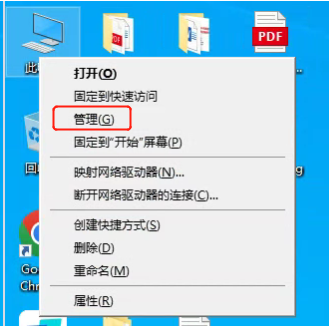 PDF
PDF
此
...
打开(O)
固定到快速访问
管理(G)
固定到"开始"屏幕(P)
映射网络驱动器(N)...
断开网络驱动器的连接(C)...
创建快捷方式(S)
删除(D)
重命名(M)
属性(R)
回
g
Go
Chr